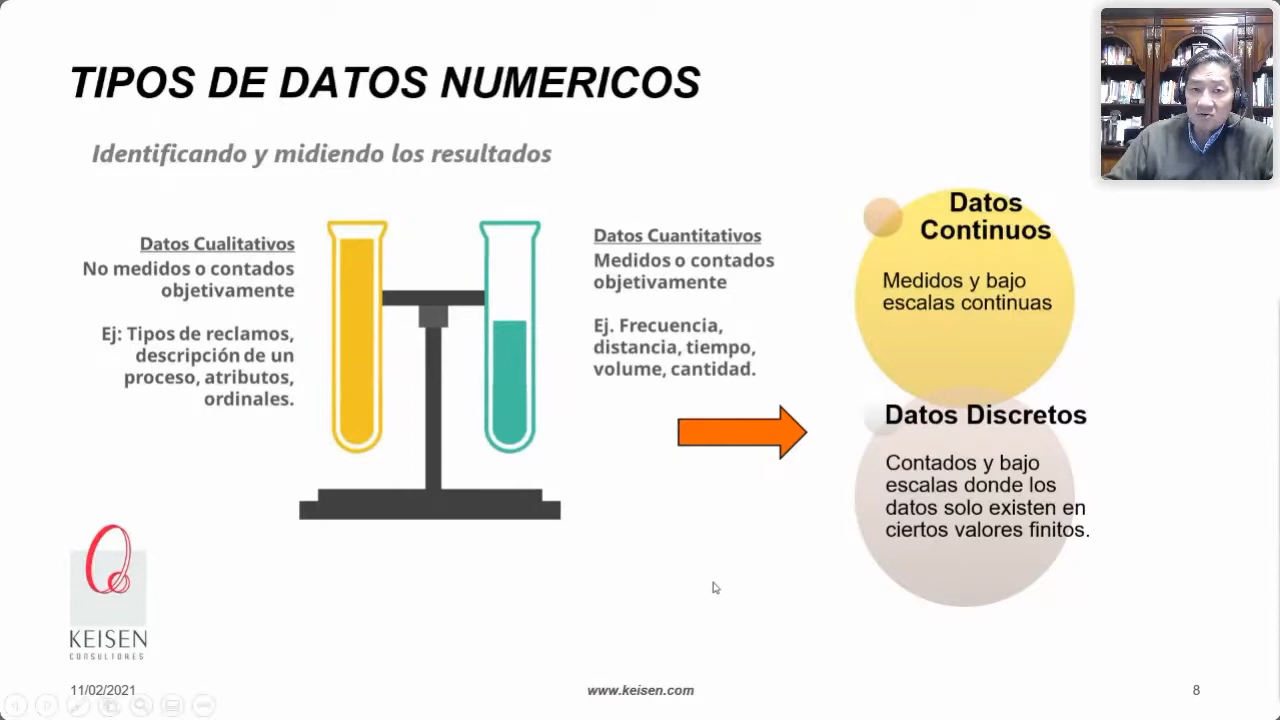 TIPOS DE DATOS NUMERICOS
Identificando y midiendo los resultados
Datos Cualitativos
No medidos o contados
objetivamente
Ej: Tipos de reclamos,
descripción de un
proceso, atributos,
ordinales.
Datos Cuantitativos
Medidos o contados
objetivamente
Ej. Frecuencia,
distancia, tiempo,
volume, cantidad.
Datos
Continuos
Medidos y bajo
escalas continuas
Datos Discretos
Contados y bajo
escalas donde los
datos solo existen en
ciertos valores finitos.
KEISEN
CONSULTORES
11/02/2021
www.keisen.com
8